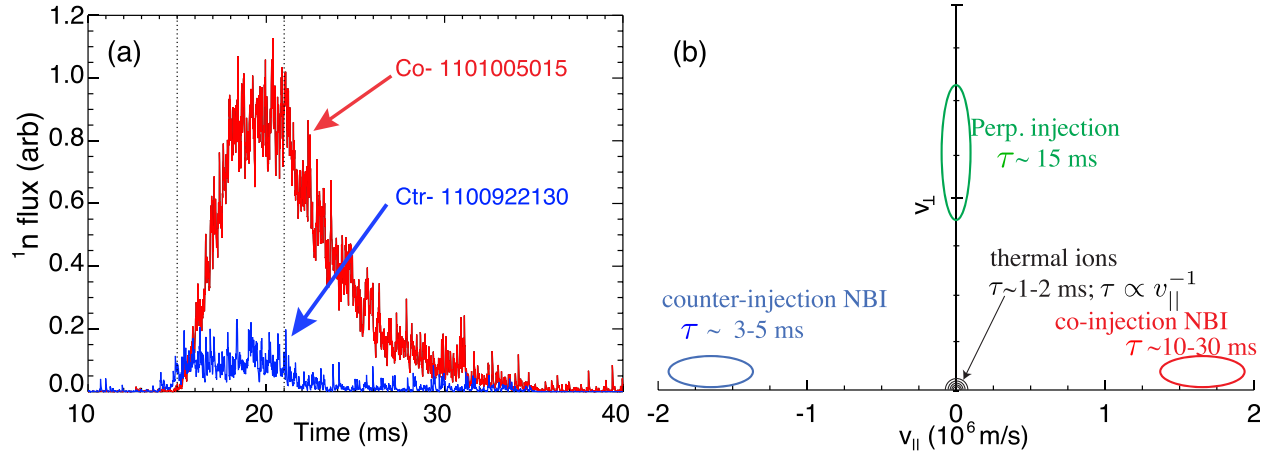 (a)
Co- 1101005015
Ctr- 1100922130
¹n flux (arb)
1.2
1.0
0.8
0.6
0.4
0.2
0.0
10 20 30 40
Time (ms)
(b)
Perp. injection
τ ~ 15 ms
v⊥
thermal ions
τ~1-2 ms; τ ∝ v||⁻¹
counter-injection NBI
τ ~ 3-5 ms
co-injection NBI
τ ~10-30 ms
-2 -1 0 1 2
v|| (10⁶ m/s)